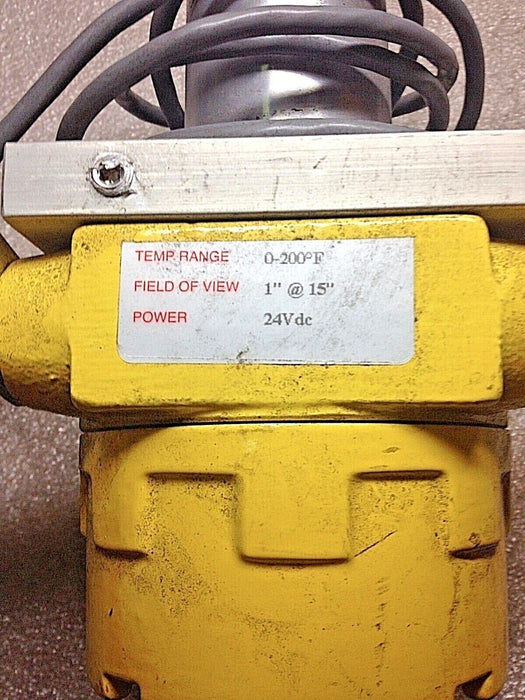 TEMP RANGE 0-200°F
FIELD OF VIEW 1" @ 15"
POWER 24Vdc